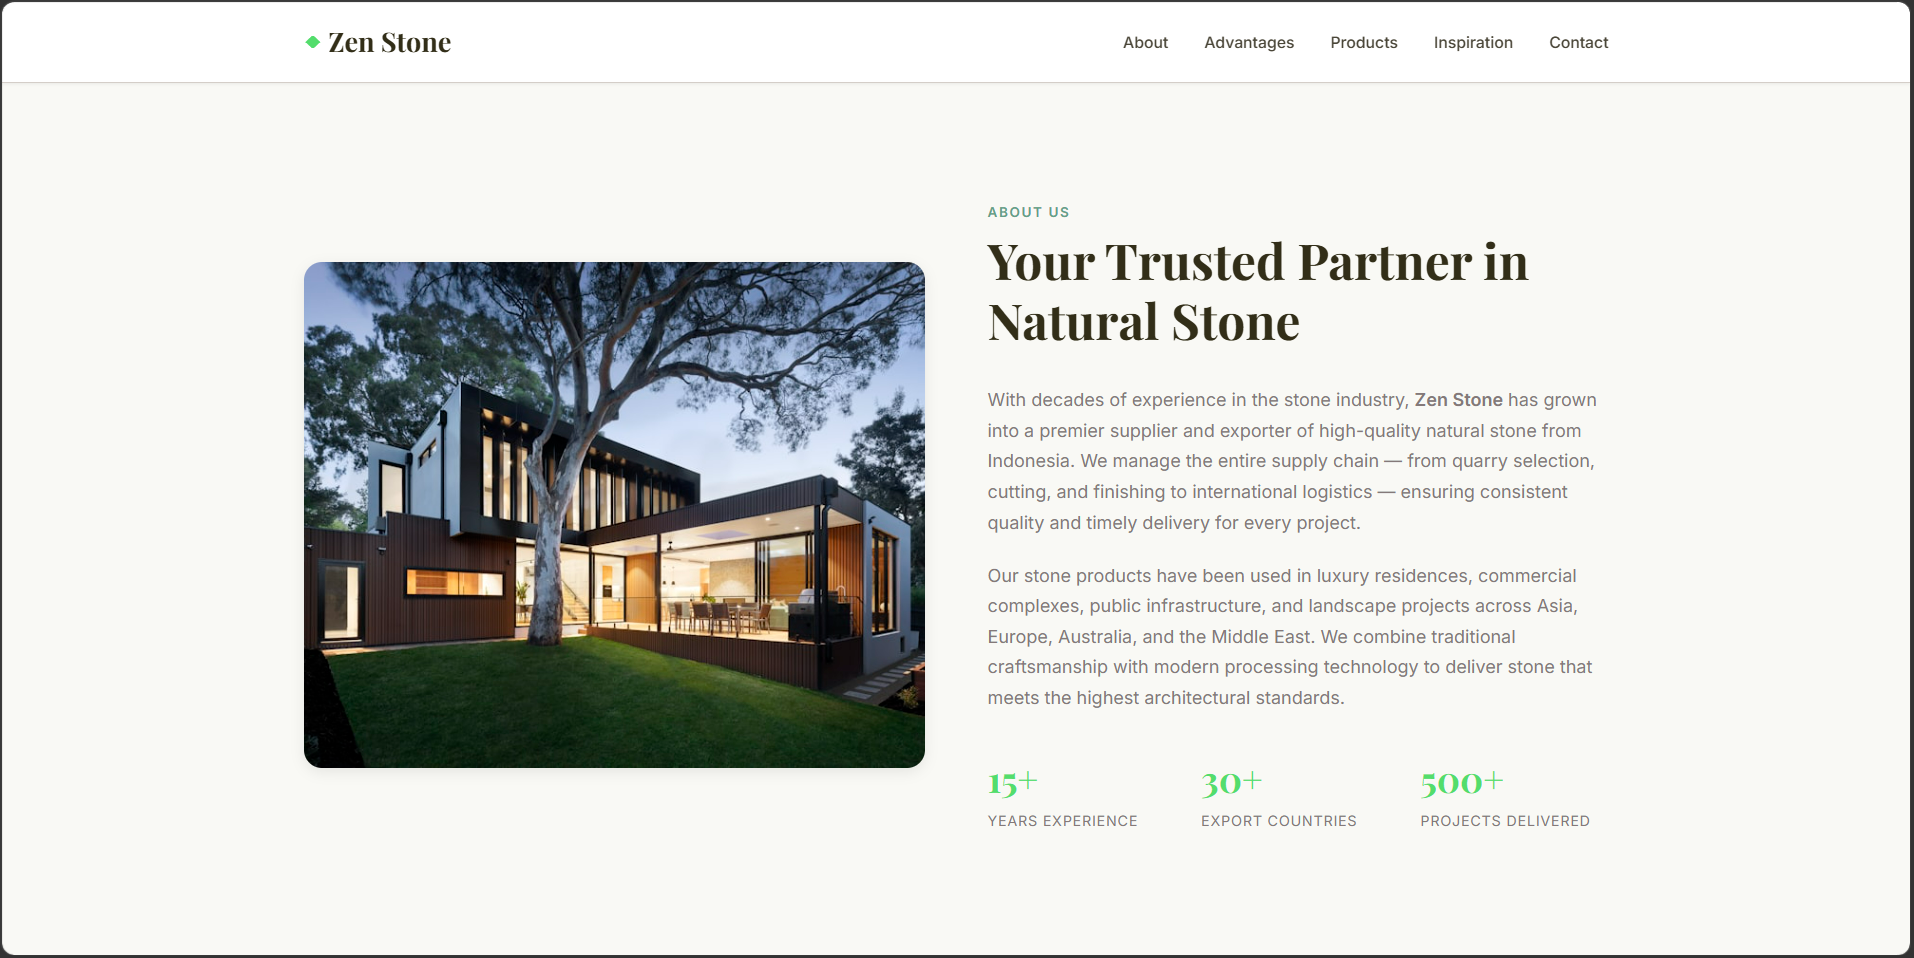 Zen Stone
About
Advantages
Products
Inspiration
Contact
ABOUT US
Your Trusted Partner in
Natural Stone
With decades of experience in the stone industry, Zen Stone has grown
into a premier supplier and exporter of high-quality natural stone from
Indonesia. We manage the entire supply chain — from quarry selection,
cutting, and finishing to international logistics — ensuring consistent
quality and timely delivery for every project.
Our stone products have been used in luxury residences, commercial
complexes, public infrastructure, and landscape projects across Asia,
Europe, Australia, and the Middle East. We combine traditional
craftsmanship with modern processing technology to deliver stone that
meets the highest architectural standards.
15+
YEARS EXPERIENCE
30+
EXPORT COUNTRIES
500+
PROJECTS DELIVERED